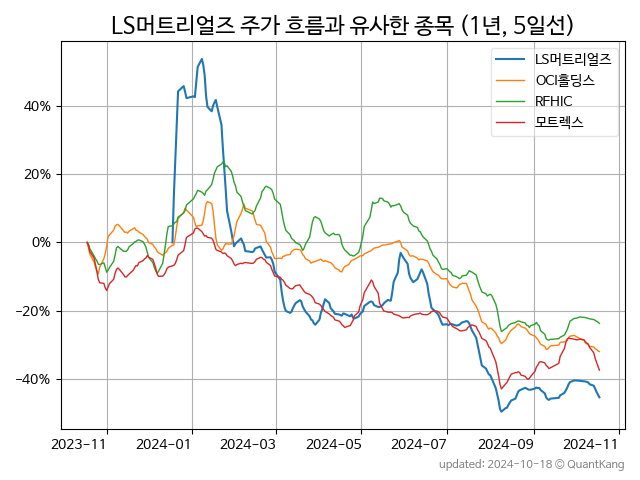 LS머트리얼즈 주가 흐름과 유사한 종목 (1년, 5일선)
LS머트리얼즈
OCI홀딩스
RFHIC
모트렉스
40%
20%
0%
−20%
−40%
2023-11 2024-01 2024-03 2024-05 2024-07 2024-09 2024-11
updated: 2024-10-18 © QuantKang